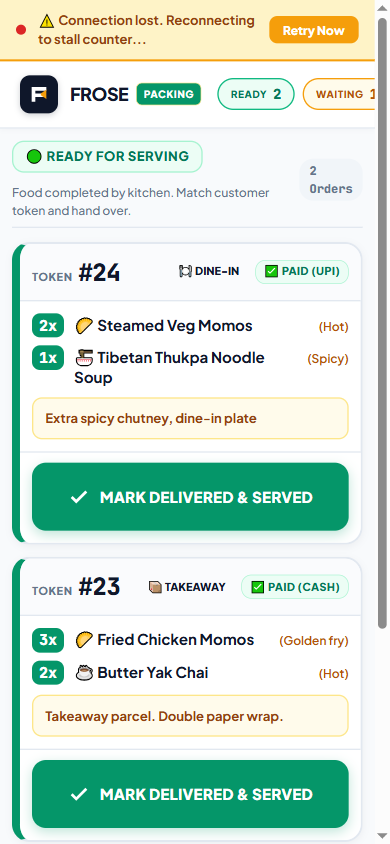 ⚠️ Connection lost. Reconnecting
to stall counter...
Retry Now
F
FROSE
PACKING
READY 2
WAITING 1
READY FOR SERVING
2
Orders
Food completed by kitchen. Match customer
token and hand over.
TOKEN #24
🍽️ DINE-IN
✅ PAID (UPI)
2x 🥟 Steamed Veg Momos (Hot)
1x 🍜 Tibetan Thukpa Noodle (Spicy)
Soup
Extra spicy chutney, dine-in plate
✓ MARK DELIVERED & SERVED
TOKEN #23
📦 TAKEAWAY
✅ PAID (CASH)
3x 🥟 Fried Chicken Momos (Golden fry)
2x ☕ Butter Yak Chai (Hot)
Takeaway parcel. Double paper wrap.
✓ MARK DELIVERED & SERVED